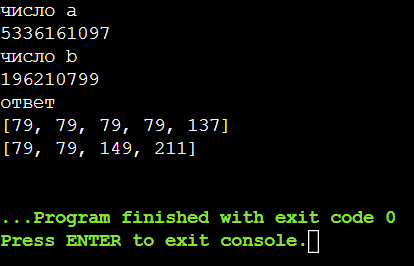 число a
5336161097
число b
196210799
ответ
[79, 79, 79, 79, 137]
[79, 79, 149, 211]
...Program finished with exit code 0
Press ENTER to exit console.